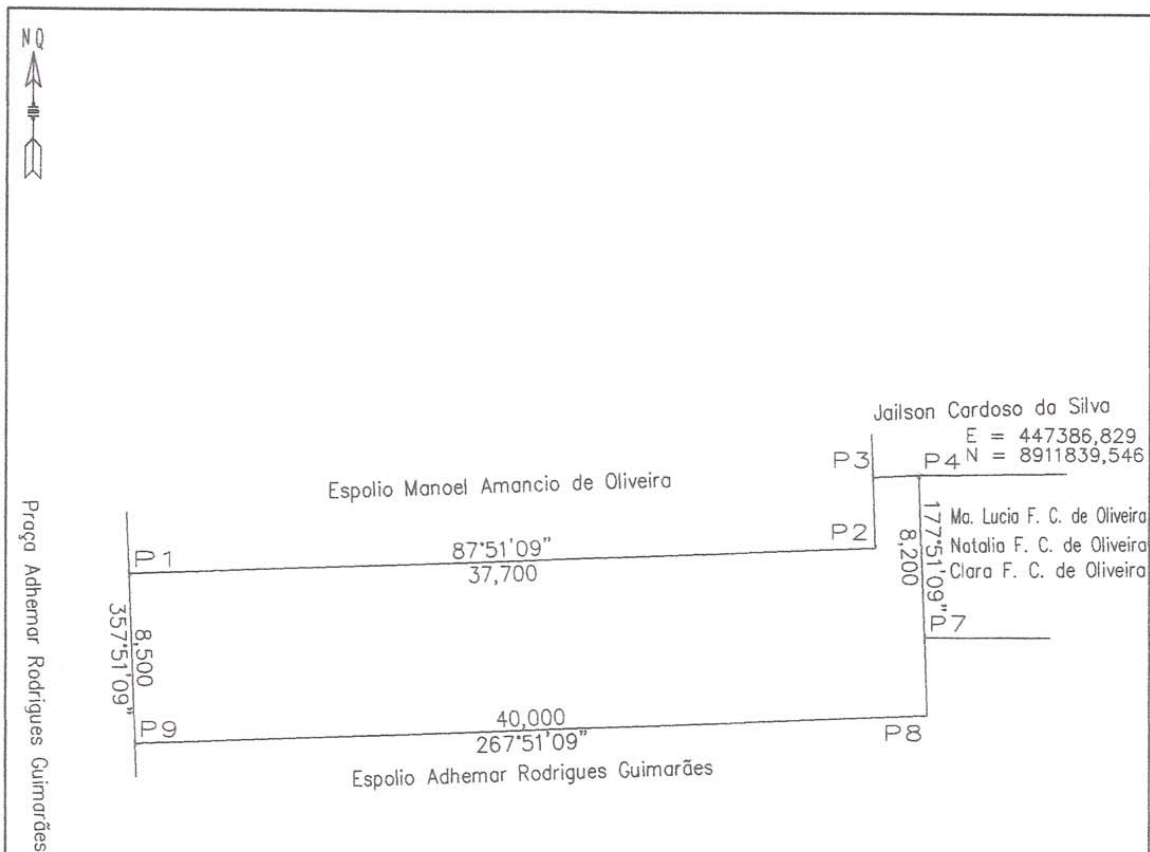 NQ
Jailson Cardoso da Silva
E = 447386,829
N = 8911839,546
P3
P4
Espolio Manoel Amancio de Oliveira
177°51'09"
8,200
Ma. Lucia F. C. de Oliveira
Natalia F. C. de Oliveira
Clara F. C. de Oliveira
P1
87°51'09"
37,700
P2
P7
Praça Adhemar Rodrigues Guimarães
8,500
357°51'09"
P9
40,000
267°51'09"
P8
Espolio Adhemar Rodrigues Guimarães